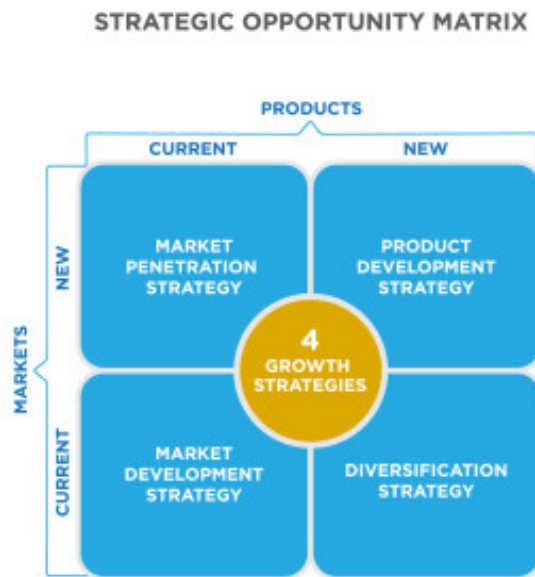 STRATEGIC OPPORTUNITY MATRIX
PRODUCTS
CURRENT
NEW
MARKETS
NEW
CURRENT
MARKET
PENETRATION
STRATEGY
PRODUCT
DEVELOPMENT
STRATEGY
4
GROWTH
STRATEGIES
MARKET
DEVELOPMENT
STRATEGY
DIVERSIFICATION
STRATEGY